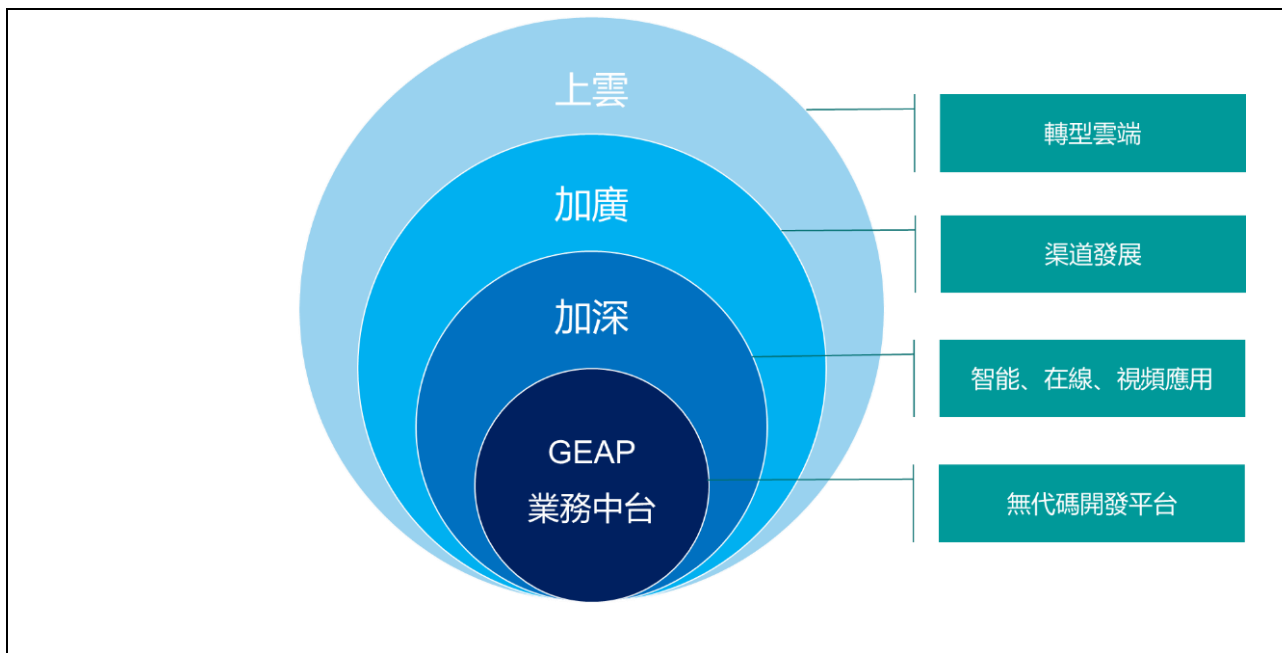 上雲
轉型雲端
加廣
渠道發展
加深
智能、在線、視頻應用
GEAP
業務中台
無代碼開發平台